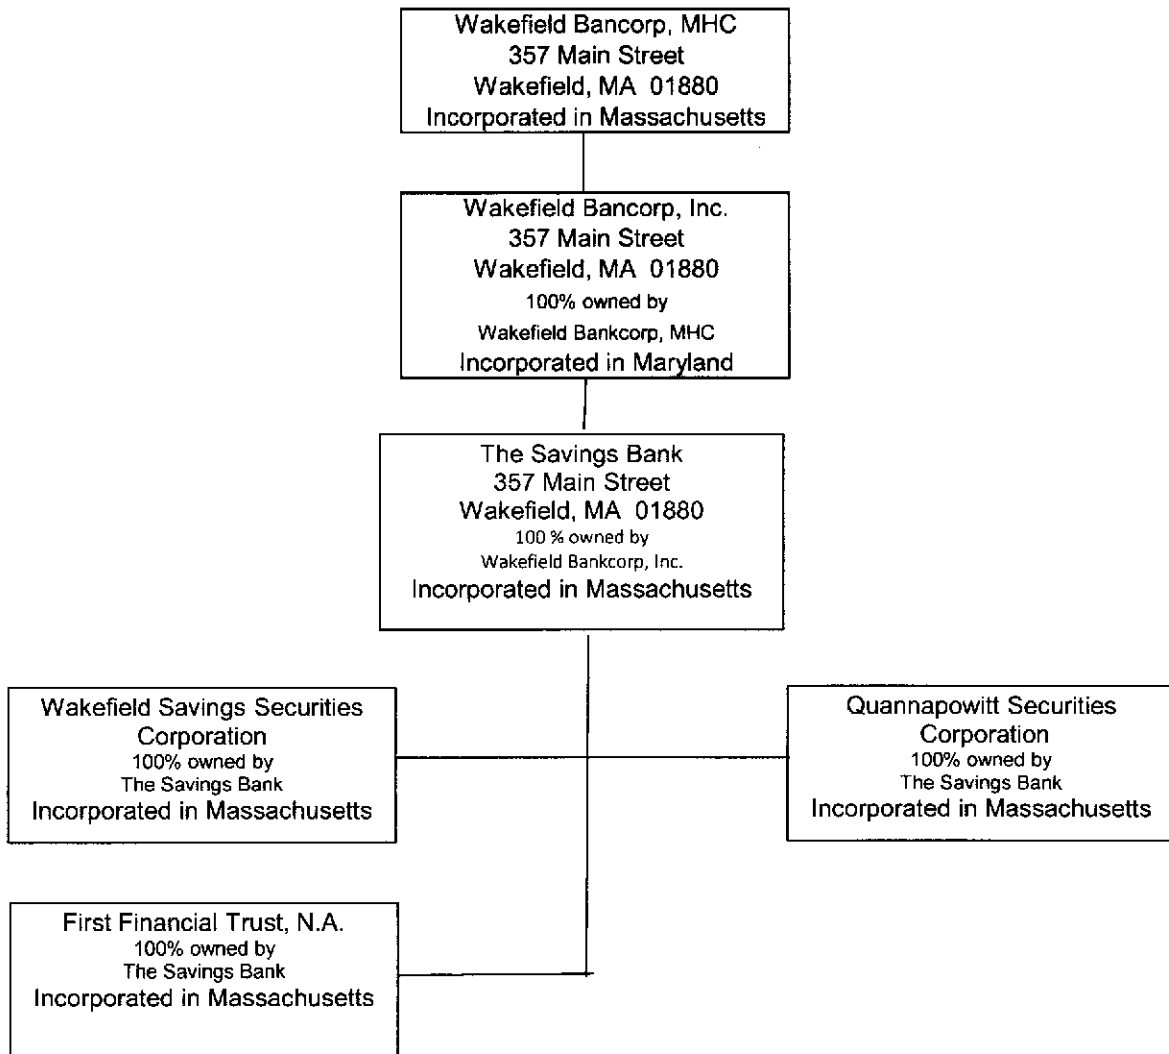 Wakefield Bancorp, MHC
357 Main Street
Wakefield, MA 01880
Incorporated in Massachusetts
Wakefield Bancorp, Inc.
357 Main Street
Wakefield, MA 01880
100% owned by
Wakefield Bankcorp, MHC
Incorporated in Maryland
The Savings Bank
357 Main Street
Wakefield, MA 01880
100 % owned by
Wakefield Bankcorp, Inc.
Incorporated in Massachusetts
Wakefield Savings Securities
Corporation
100% owned by
The Savings Bank
Incorporated in Massachusetts
Quannapowitt Securities
Corporation
100% owned by
The Savings Bank
Incorporated in Massachusetts
First Financial Trust, N.A.
100% owned by
The Savings Bank
Incorporated in Massachusetts